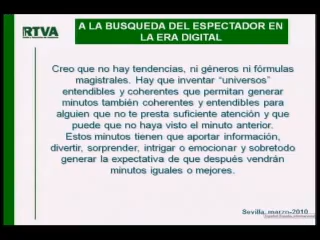 RTVA
A LA BUSQUEDA DEL ESPECTADOR EN
LA ERA DIGITAL
Creo que no hay tendencias, ni géneros ni fórmulas
magistrales. Hay que inventar “universos”
entendibles y coherentes que permitan generar
minutos también coherentes y entendibles para
alguien que no te presta suficiente atención y que
puede que no haya visto el minuto anterior.
Estos minutos tienen que aportar información,
divertir, sorprender, intrigar o emocionar y sobretodo
generar la expectativa de que después vendrán
minutos iguales o mejores.
Sevilla, marzo-2010